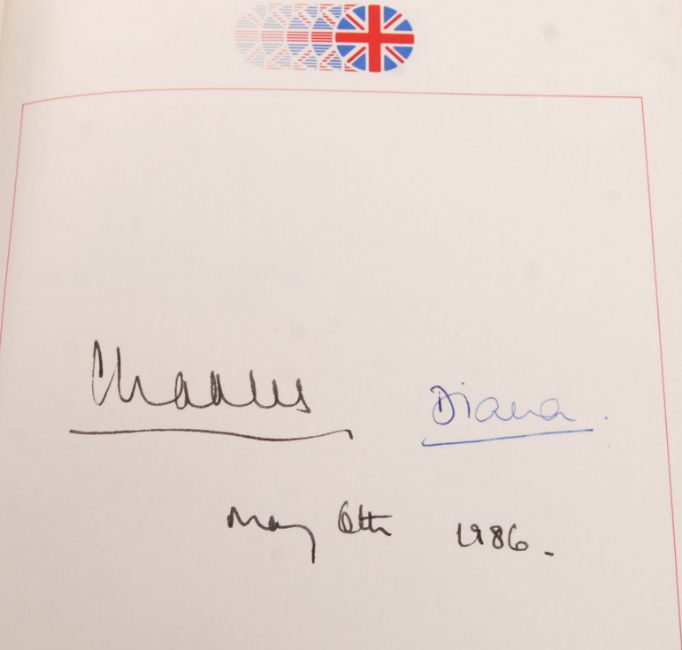 Charles Diana.
May 6th 1986.